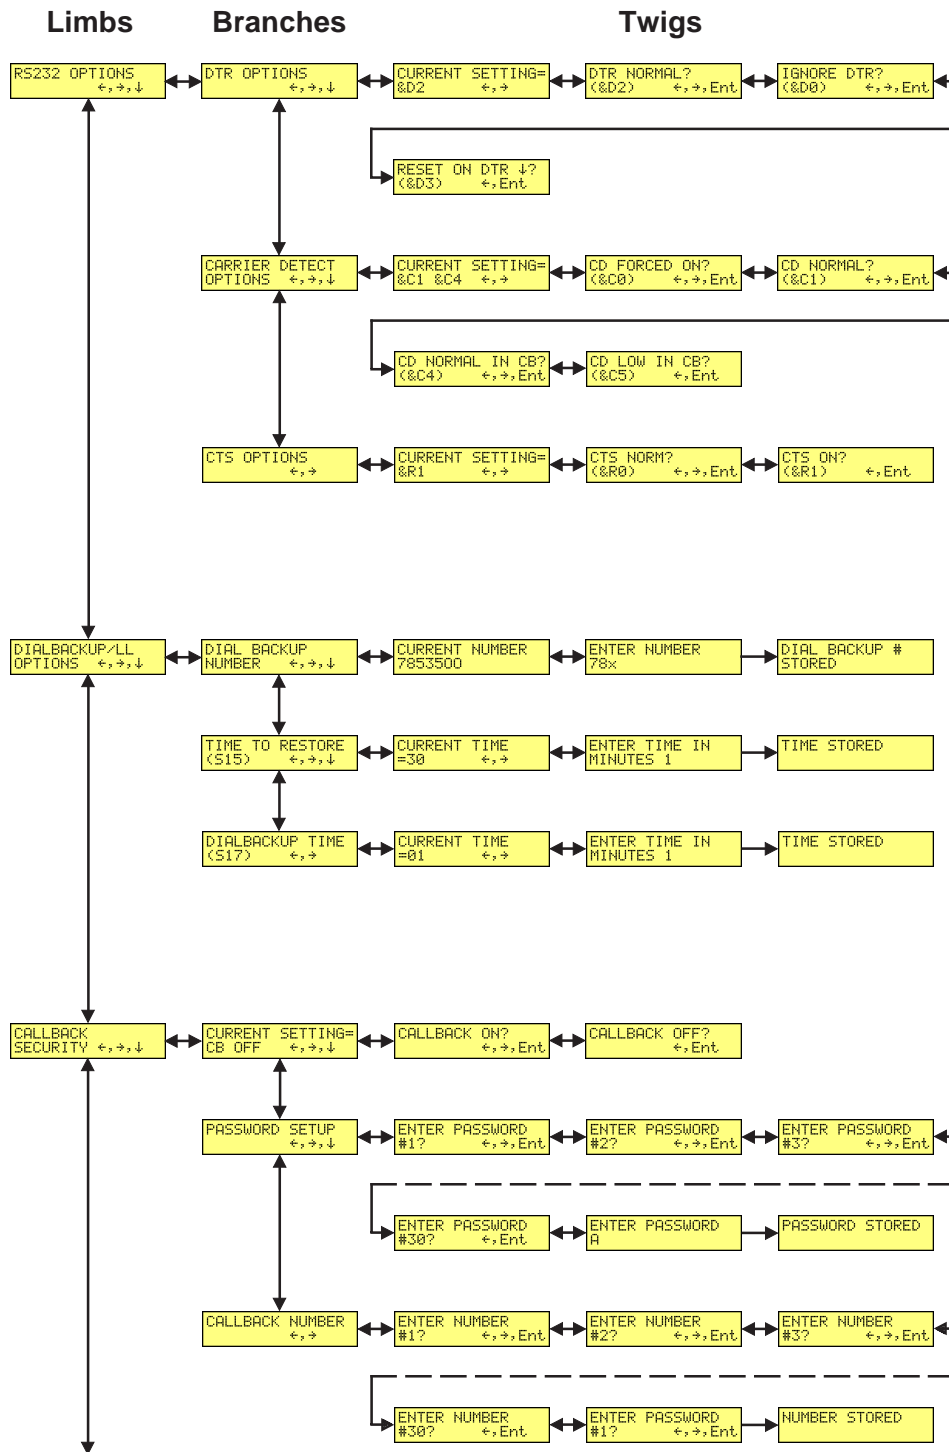 Limbs Branches Twigs
RS232 OPTIONS
←,→,↓
DTR OPTIONS
←,→,↓
CURRENT SETTING=
&D2 ←,→
DTR NORMAL?
(&D2) ←,→,Ent
IGNORE DTR?
(&D0) ←,→,Ent
RESET ON DTR ↓?
(&D3) ←,Ent
CARRIER DETECT
OPTIONS ←,→,↓
CURRENT SETTING=
&C1 &C4 ←,→
CD FORCED ON?
(&C0) ←,→,Ent
CD NORMAL?
(&C1) ←,→,Ent
CD NORMAL IN CB?
(&C4) ←,→,Ent
CD LOW IN CB?
(&C5) ←,Ent
CTS OPTIONS
←,→
CURRENT SETTING=
&R1 ←,→
CTS NORM?
(&R0) ←,→,Ent
CTS ON?
(&R1) ←,Ent
DIALBACKUP/LL
OPTIONS ←,→,↓
DIAL BACKUP
NUMBER ←,→,↓
CURRENT NUMBER
7853500
ENTER NUMBER
78x
DIAL BACKUP #
STORED
TIME TO RESTORE
(S15) ←,→,↓
CURRENT TIME
=30 ←,→
ENTER TIME IN
MINUTES 1
TIME STORED
DIALBACKUP TIME
(S17) ←,→
CURRENT TIME
=01 ←,→
ENTER TIME IN
MINUTES 1
TIME STORED
CALLBACK
SECURITY ←,→,↓
CURRENT SETTING=
CB OFF ←,→,↓
CALLBACK ON?
←,→,Ent
CALLBACK OFF?
←,Ent
PASSWORD SETUP
←,→,↓
ENTER PASSWORD
#1? ←,→,Ent
ENTER PASSWORD
#2? ←,→,Ent
ENTER PASSWORD
#3? ←,→,Ent
ENTER PASSWORD
#30? ←,Ent
ENTER PASSWORD
A
PASSWORD STORED
CALLBACK NUMBER
←,→
ENTER NUMBER
#1? ←,→,Ent
ENTER NUMBER
#2? ←,→,Ent
ENTER NUMBER
#3? ←,→,Ent
ENTER NUMBER
#30? ←,Ent
ENTER PASSWORD
#1? ←,→,Ent
NUMBER STORED